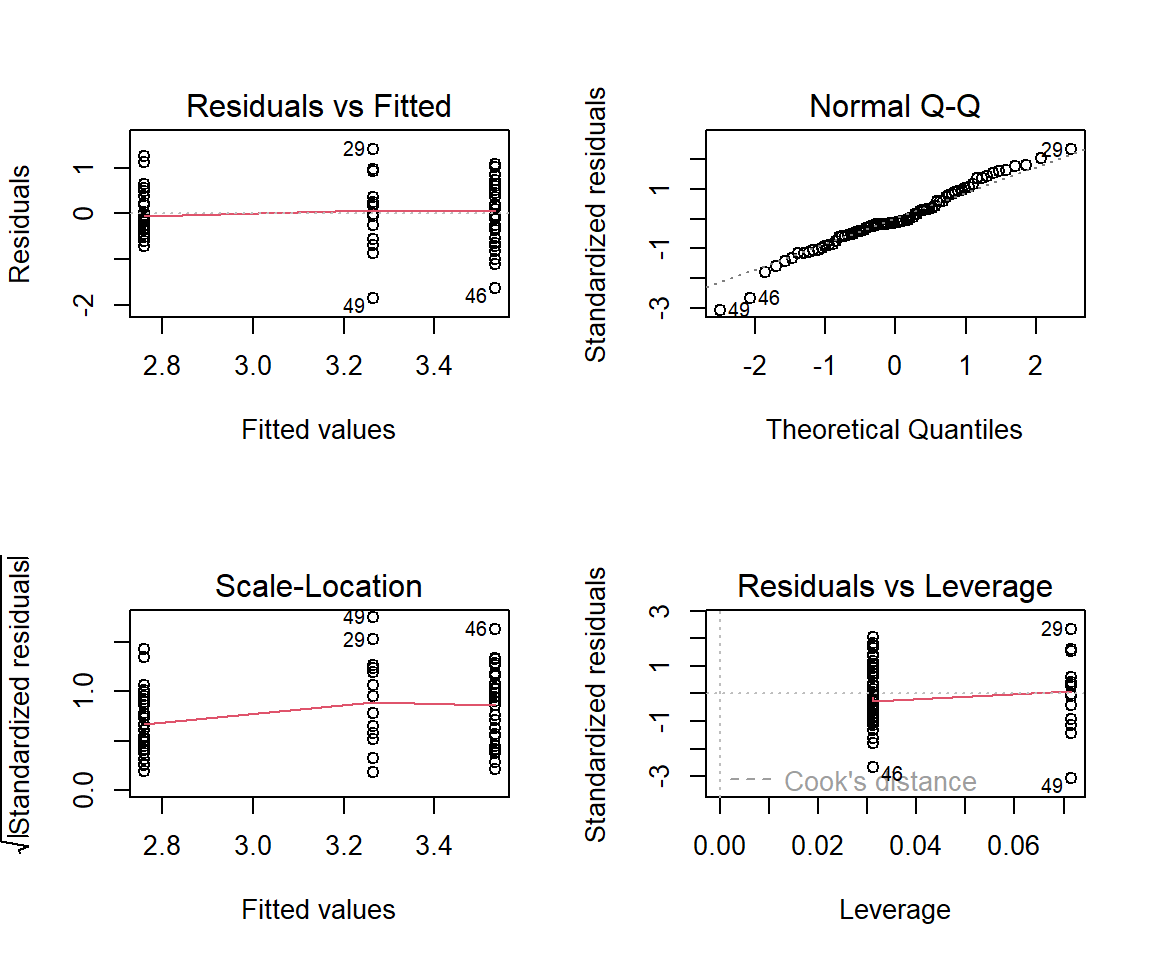 Residuals vs Fitted
Residuals
1
0
-2
29
49
46
2.8 3.0 3.2 3.4
Fitted values
Normal Q-Q
Standardized residuals
1
-1
-3
29
46
49
-2 -1 0 1 2
Theoretical Quantiles
Scale-Location
√|Standardized residuals|
1.0
0.0
49
29
46
2.8 3.0 3.2 3.4
Fitted values
Residuals vs Leverage
Standardized residuals
3
1
-1
-3
29
46
49
Cook's distance
0.00 0.02 0.04 0.06
Leverage